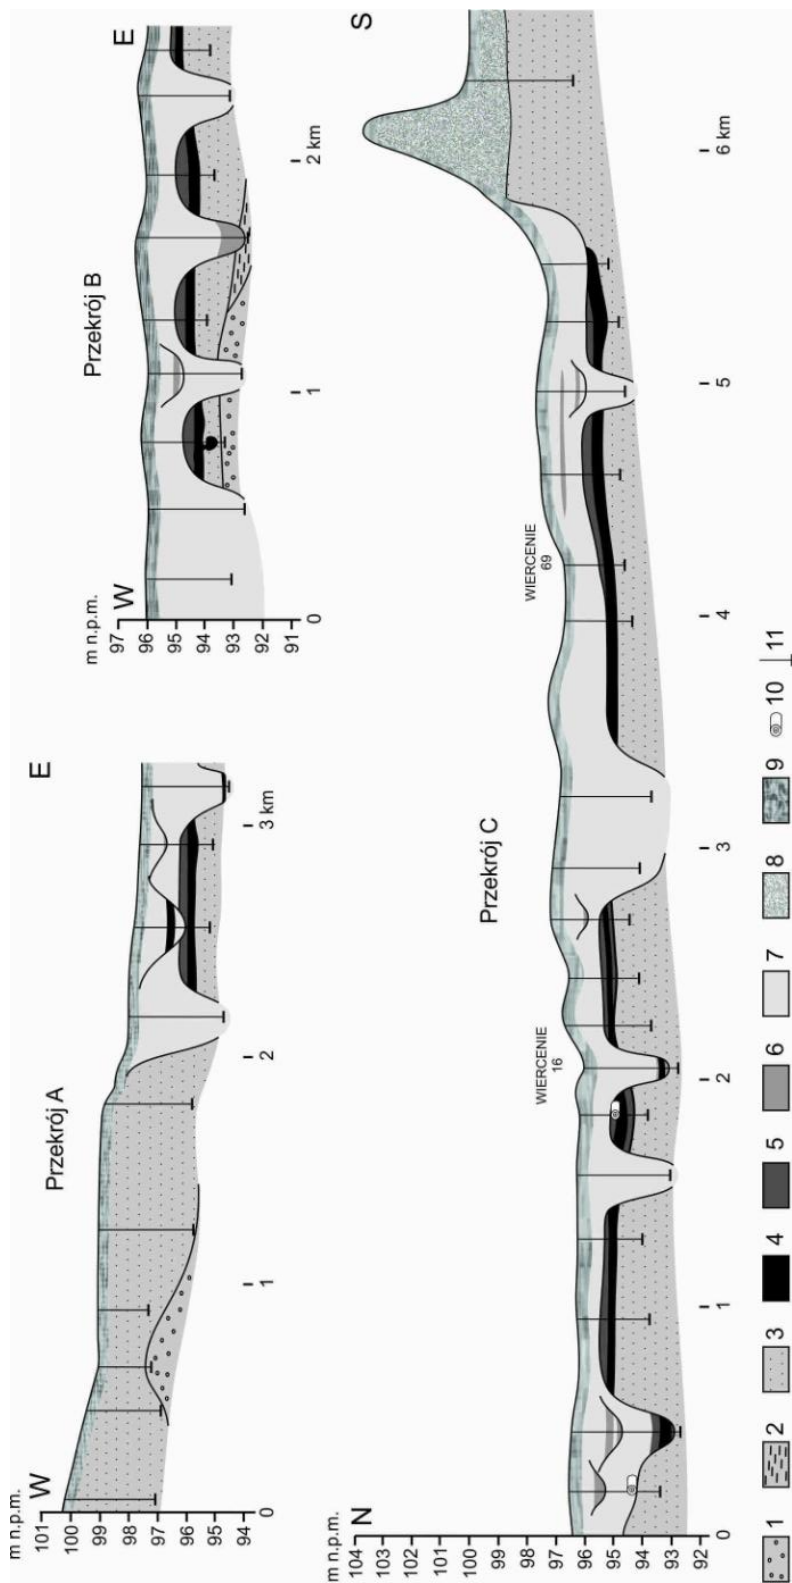 Przekrój A
m n.p.m.
W
E
101
100
99
98
97
96
95
94
0
1
2
3 km
Przekrój B
m n.p.m.
W
E
97
96
95
94
93
92
91
0
1
2 km
Przekrój C
m n.p.m.
N
S
104
103
102
101
100
99
98
97
96
95
94
93
92
WIERCENIE
16
WIERCENIE
69
0
1
2
3
4
5
6 km
1 2 3 4 5 6 7 8 9 10 11